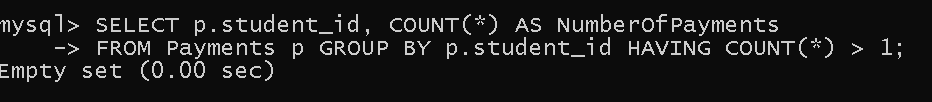 mysql> SELECT p.student_id, COUNT(*) AS NumberOfPayments
    -> FROM Payments p GROUP BY p.student_id HAVING COUNT(*) > 1;
Empty set (0.00 sec)